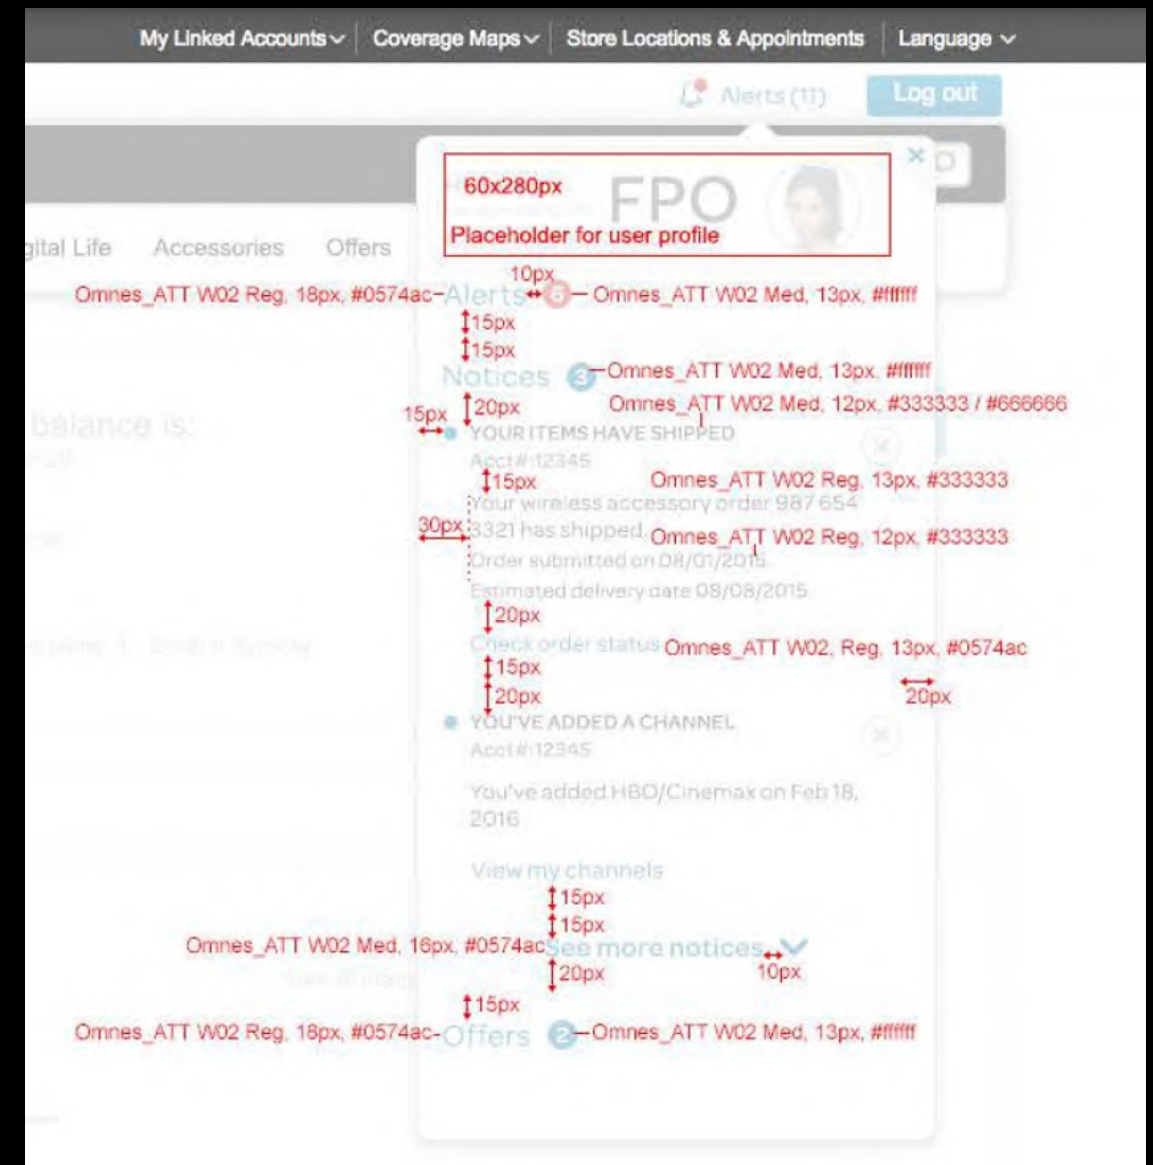 My Linked Accounts
Coverage Maps
Store Locations & Appointments
Language
Alerts (11)
Log out
60x280px
FPO
Placeholder for user profile
gital Life
Accessories
Offers
10px
Omnes_ATT W02 Reg, 18px, #0574ac
Alerts
6
Omnes_ATT W02 Med, 13px, #ffffff
15px
15px
Notices
3
Omnes_ATT W02 Med, 13px, #ffffff
20px
Omnes_ATT W02 Med, 12px, #333333 / #666666
15px
balance is:
YOUR ITEMS HAVE SHIPPED
Acct#:12345
15px
Omnes_ATT W02 Reg, 13px, #333333
Your wireless accessory order 987 654
30px
3321 has shipped.
Omnes_ATT W02 Reg, 12px, #333333
Order submitted on 08/01/2015
Estimated delivery date 08/08/2015
20px
Check order status
Omnes_ATT W02, Reg, 13px, #0574ac
15px
20px
20px
YOU'VE ADDED A CHANNEL
Acct#:12345
You've added HBO/Cinemax on Feb 18,
2016
View my channels
15px
15px
Omnes_ATT W02 Med, 16px, #0574ac
See more notices
20px
10px
15px
Omnes_ATT W02 Reg, 18px, #0574ac
Offers
2
Omnes_ATT W02 Med, 13px, #ffffff